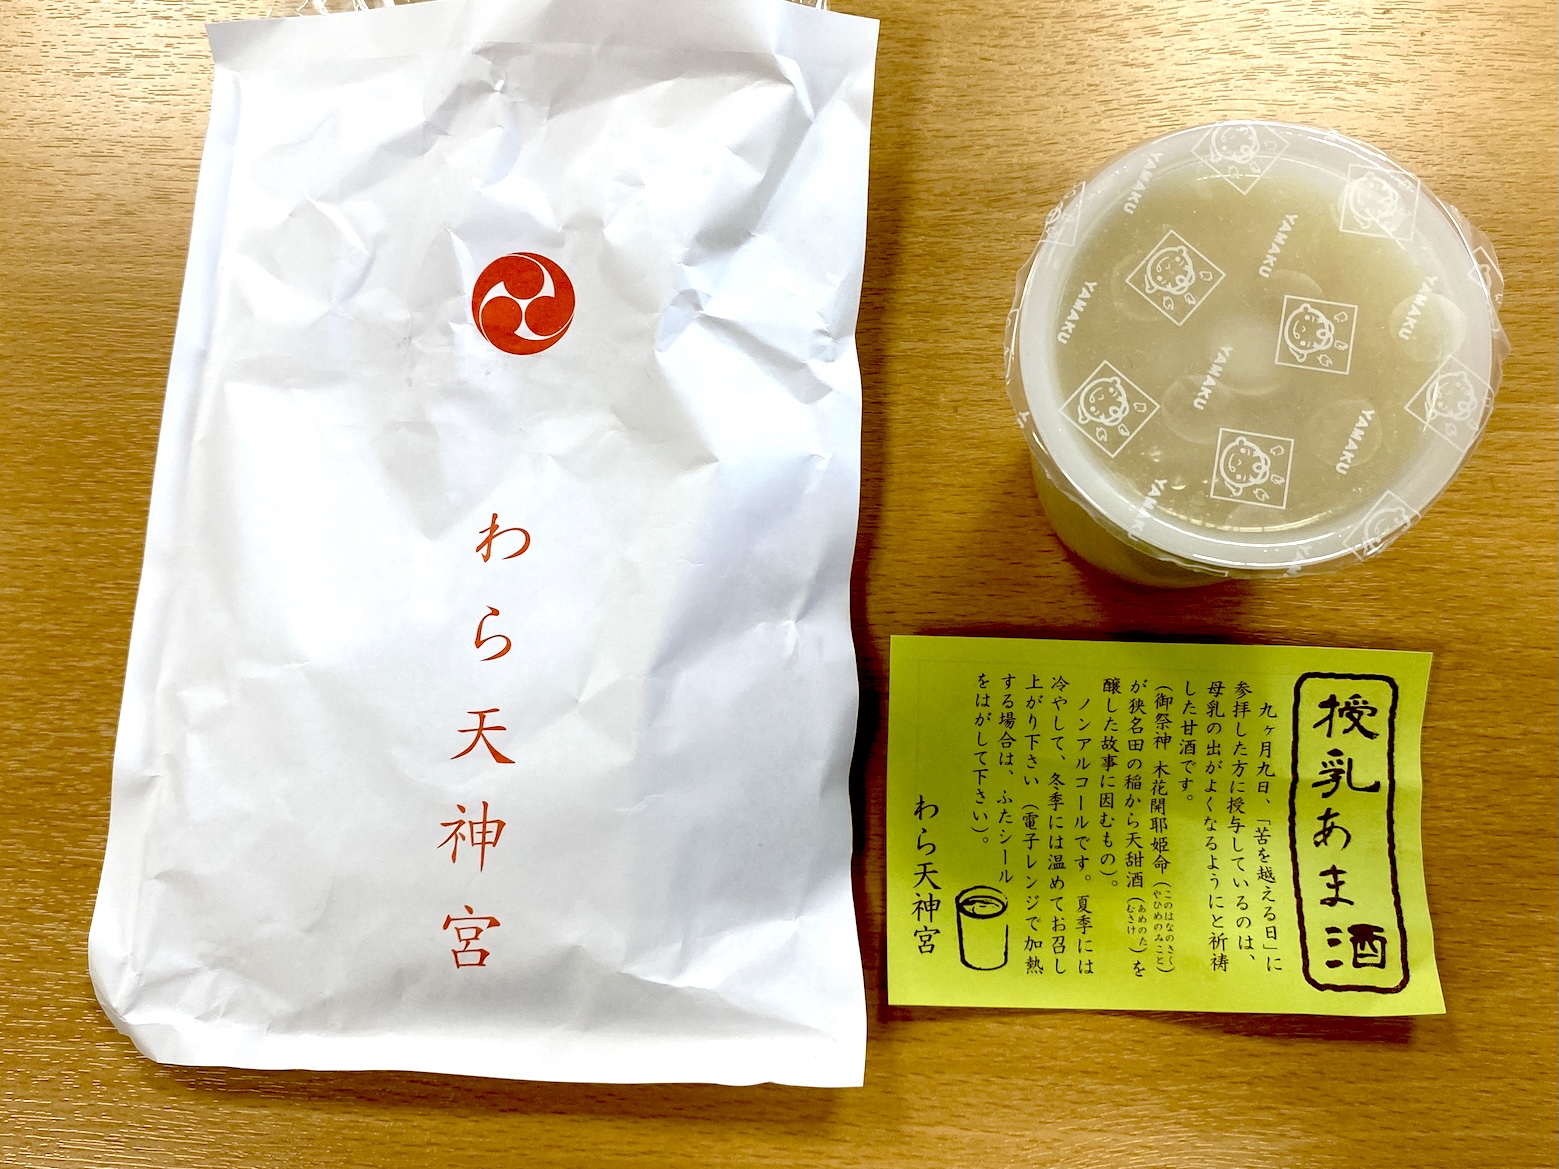 わら天神宮
YAMAKU
YAMAKU
YAMAKU
YAMAKU
YAMAKU
YAMAKU
YAMAKU
YAMAKU
授乳あま酒
九ヶ月九日、「苦を越える日」に
参拝した方に授与しているのは、
母乳の出がよくなるようにと祈祷
した甘酒です。
(御祭神 木花開耶姫命(このはなのさくやひめのみこと)
が狭名田の稲から天甜酒(あめのたむさけ)を
醸した故事に因むもの)。
ノンアルコールです。夏季には
冷やして、冬季には温めてお召し
上がり下さい(電子レンジで加熱
する場合は、ふたシール
をはがして下さい)。
わら天神宮